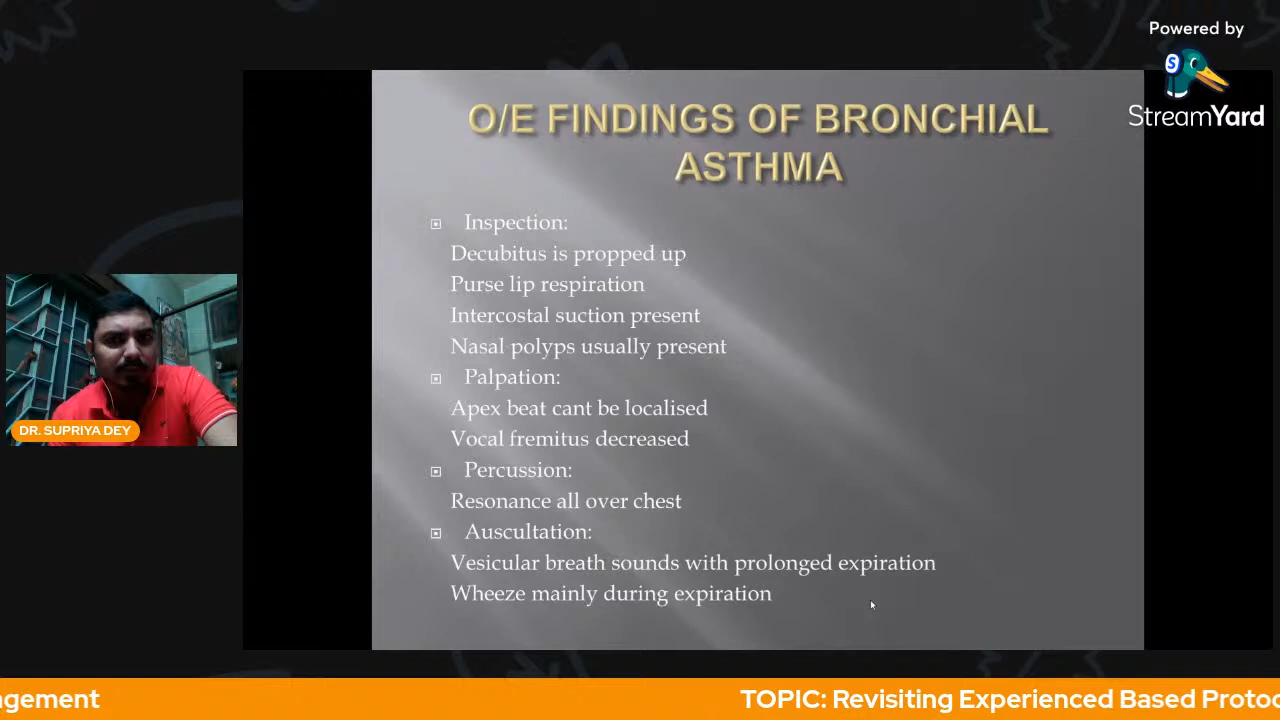 Powered by
StreamYard
O/E FINDINGS OF BRONCHIAL
ASTHMA
Inspection:
Decubitus is propped up
Purse lip respiration
Intercostal suction present
Nasal polyps usually present
Palpation:
Apex beat cant be localised
Vocal fremitus decreased
Percussion:
Resonance all over chest
Auscultation:
Vesicular breath sounds with prolonged expiration
Wheeze mainly during expiration
DR. SUPRIYA DEY
agement
TOPIC: Revisiting Experienced Based Protoc